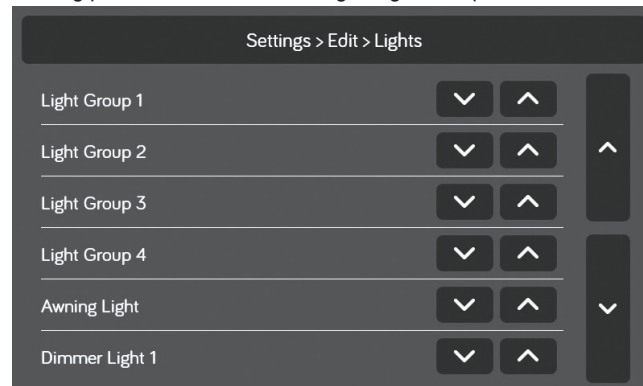 Settings > Edit > Lights
Light Group 1
Light Group 2
Light Group 3
Light Group 4
Awning Light
Dimmer Light 1